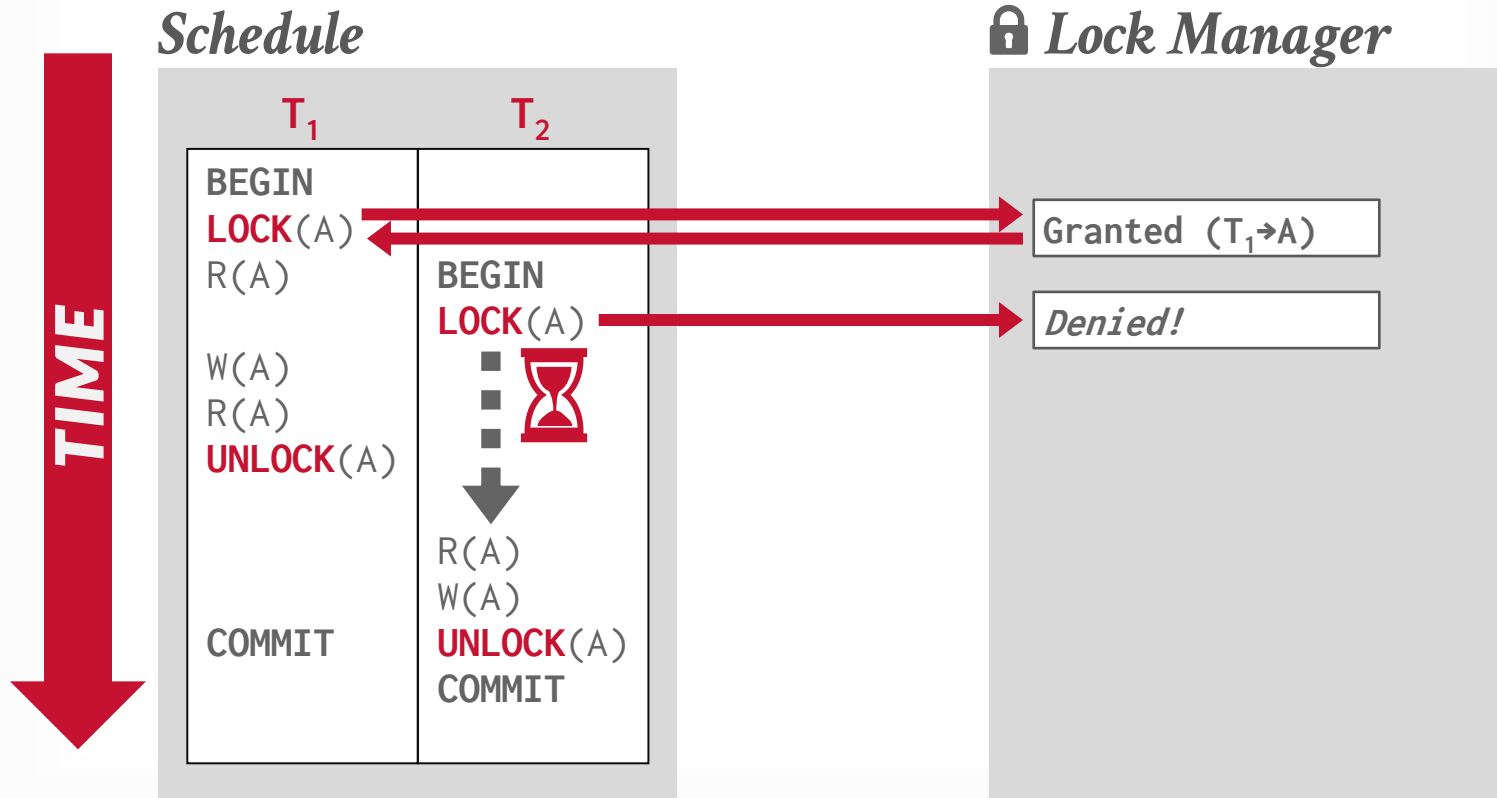 Schedule
Lock Manager
TIME
T₁ T₂
BEGIN
LOCK(A)
Granted (T₁→A)
R(A) BEGIN
LOCK(A)
Denied!
W(A)
R(A)
UNLOCK(A)
R(A)
W(A)
COMMIT UNLOCK(A)
COMMIT